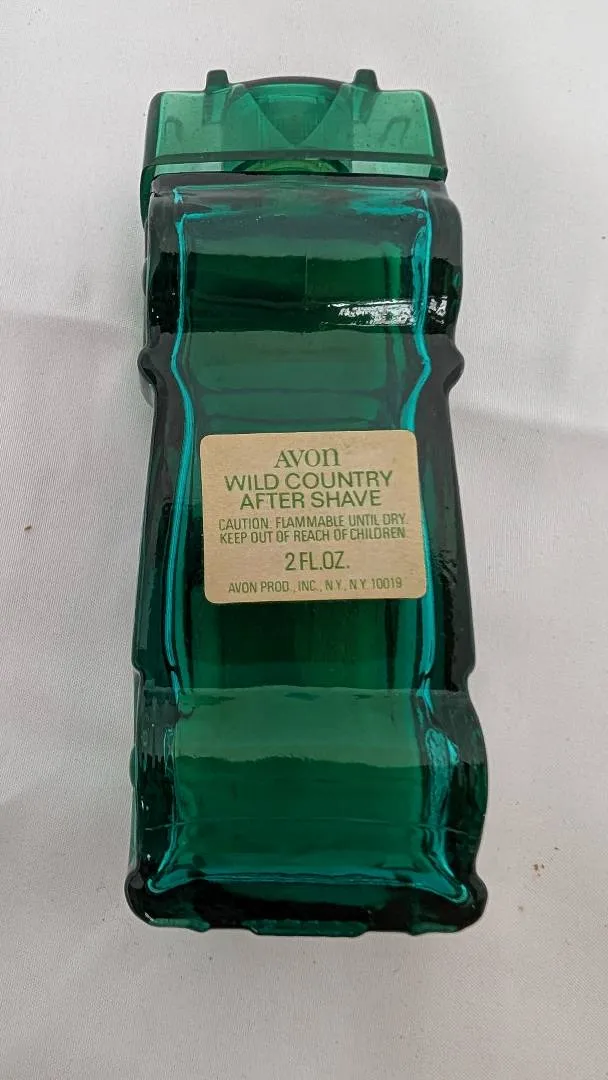 AVON
WILD COUNTRY
AFTER SHAVE
CAUTION: FLAMMABLE UNTIL DRY.
KEEP OUT OF REACH OF CHILDREN
2 FL.OZ.
AVON PROD., INC., N.Y., N.Y. 10019